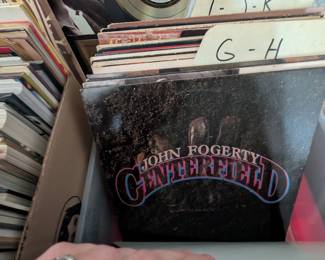 I-J-K
G-H
JOHN FOGERTY
CENTERFIELD